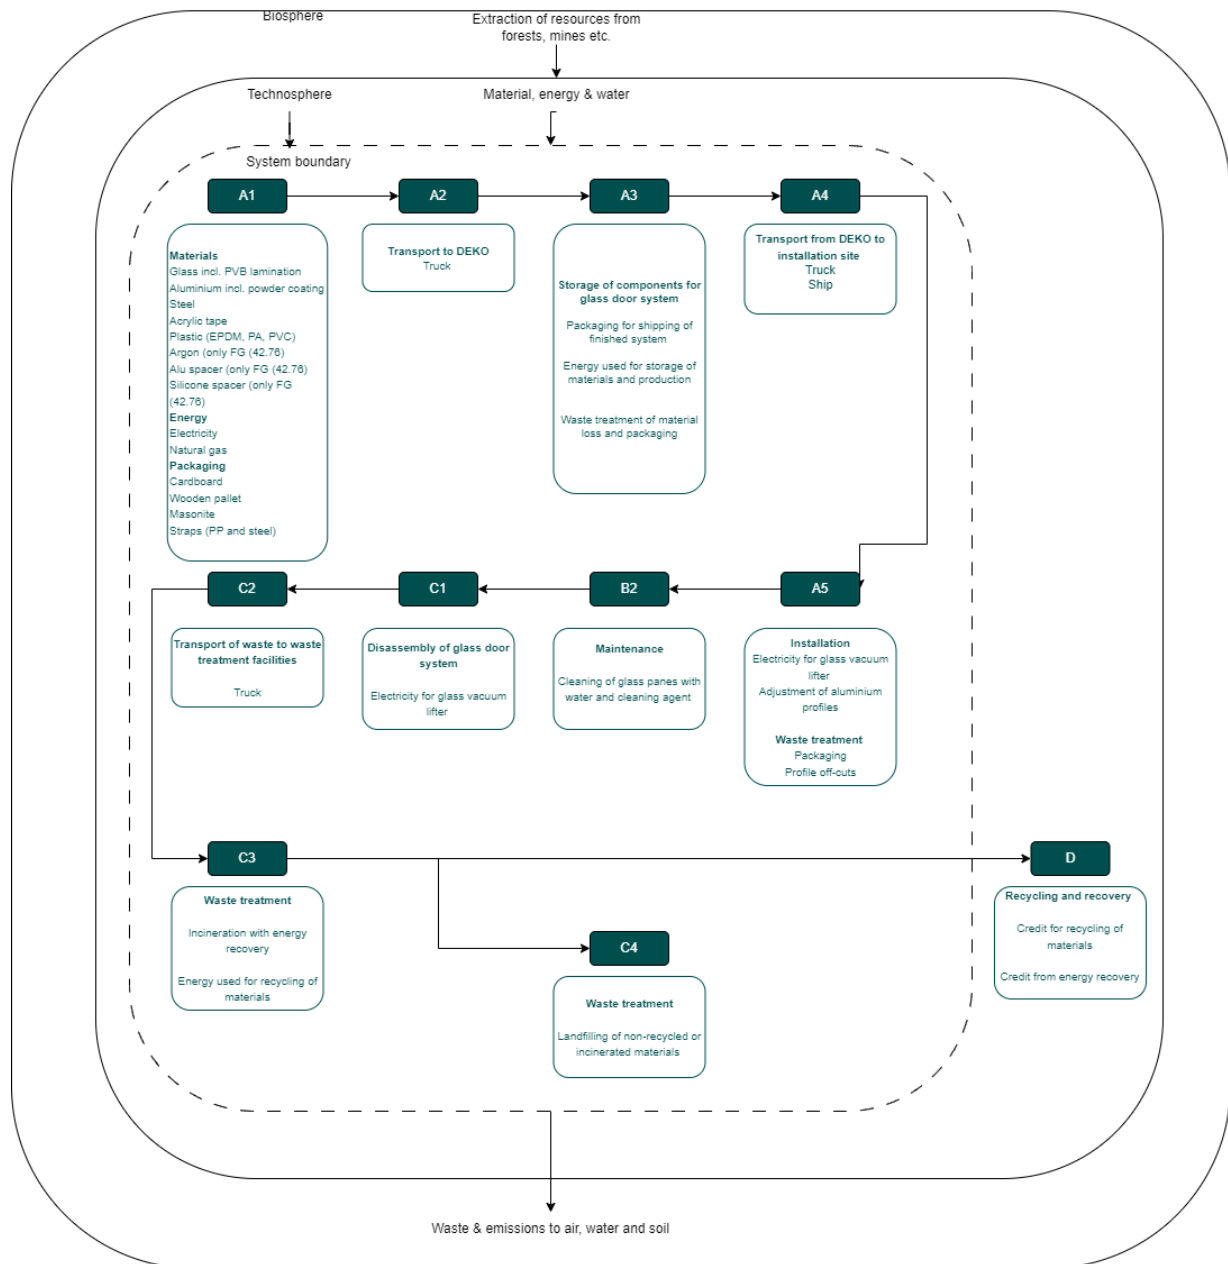 Biosphere
Extraction of resources from
forests, mines etc.
Technosphere
Material, energy & water
System boundary
A1
A2
A3
A4
Materials
Glass incl. PVB lamination
Aluminium incl. powder coating
Steel
Acrylic tape
Plastic (EPDM, PA, PVC)
Argon (only FG (42.76)
Alu spacer (only FG (42.76)
Silicone spacer (only FG
(42.76)
Energy
Electricity
Natural gas
Packaging
Cardboard
Wooden pallet
Masonite
Straps (PP and steel)
Transport to DEKO
Truck
Storage of components for
glass door system
Packaging for shipping of
finished system
Energy used for storage of
materials and production
Waste treatment of material
loss and packaging
Transport from DEKO to
installation site
Truck
Ship
C2
C1
B2
A5
Transport of waste to waste
treatment facilities
Truck
Disassembly of glass door
system
Electricity for glass vacuum
lifter
Maintenance
Cleaning of glass panes with
water and cleaning agent
Installation
Electricity for glass vacuum
lifter
Adjustment of aluminium
profiles
Waste treatment
Packaging
Profile off-cuts
C3
D
Waste treatment
Incineration with energy
recovery
Energy used for recycling of
materials
C4
Waste treatment
Landfilling of non-recycled or
incinerated materials
Recycling and recovery
Credit for recycling of
materials
Credit from energy recovery
Waste & emissions to air, water and soil